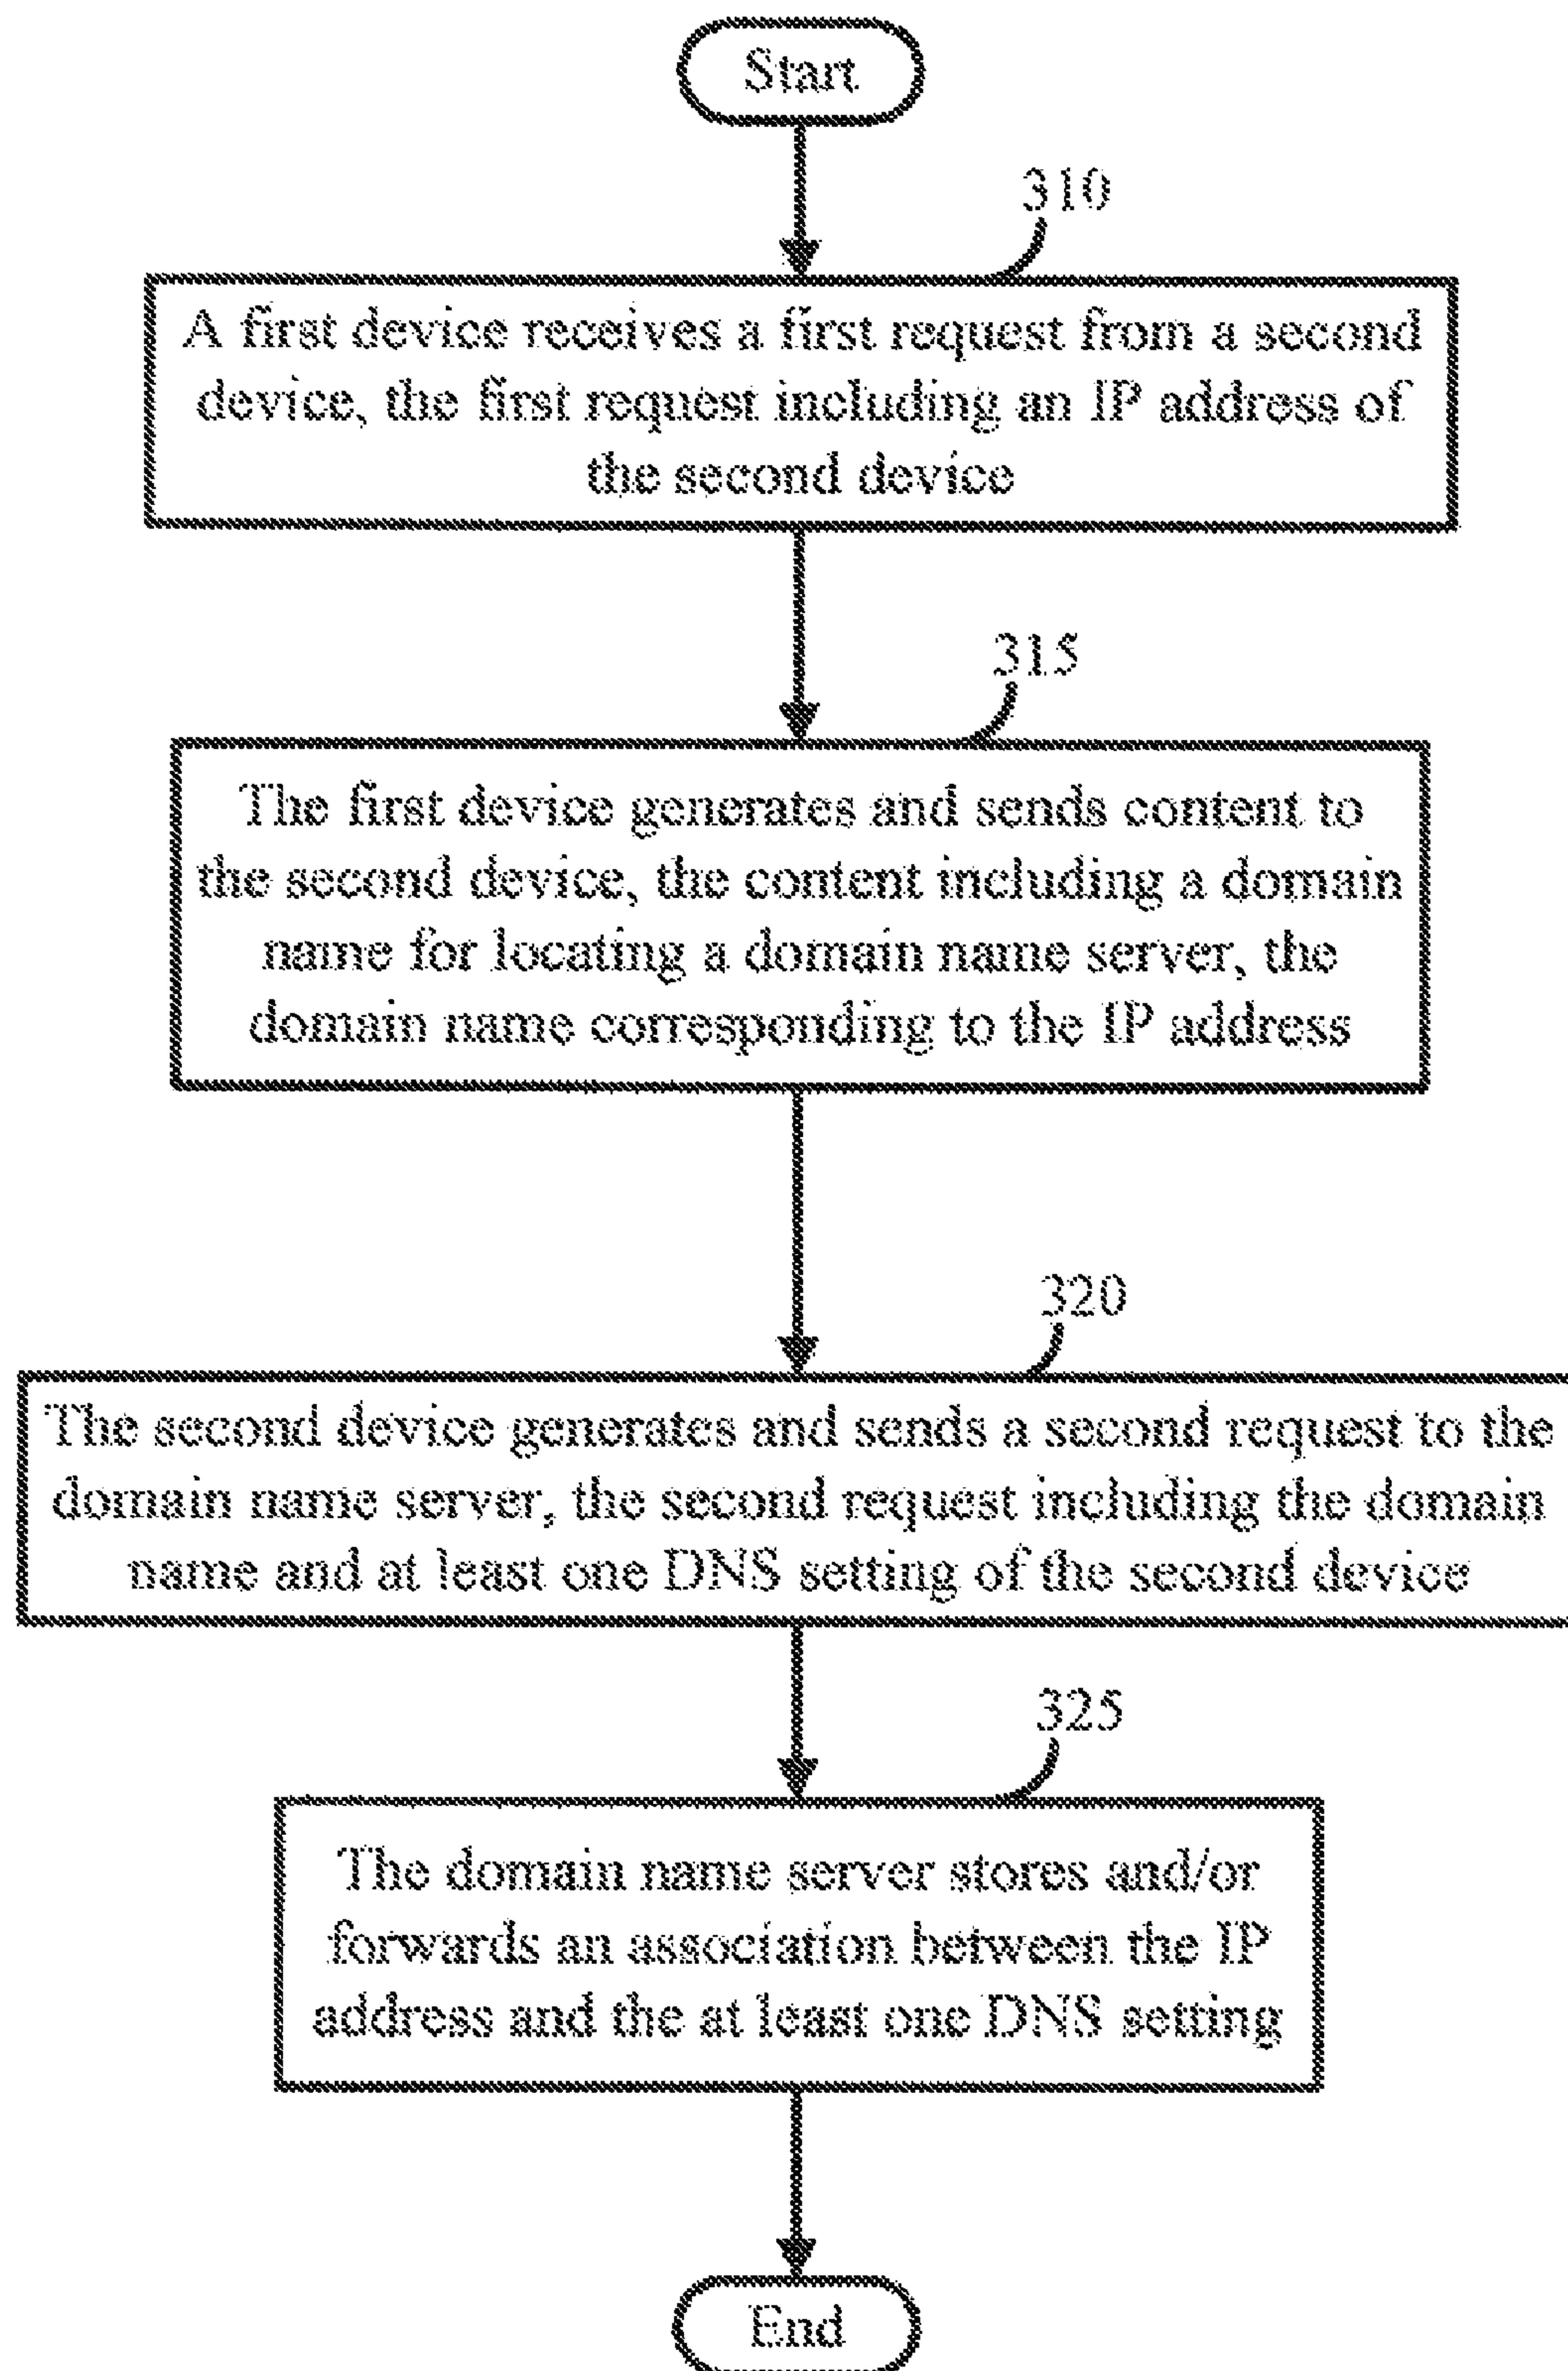 Start
310
A first device receives a first request from a second
device, the first request including an IP address of
the second device
315
The first device generates and sends content to
the second device, the content including a domain
name for locating a domain name server, the
domain name corresponding to the IP address
320
The second device generates and sends a second request to the
domain name server, the second request including the domain
name and at least one DNS setting of the second device
325
The domain name server stores and/or
forwards an association between the IP
address and the at least one DNS setting
End